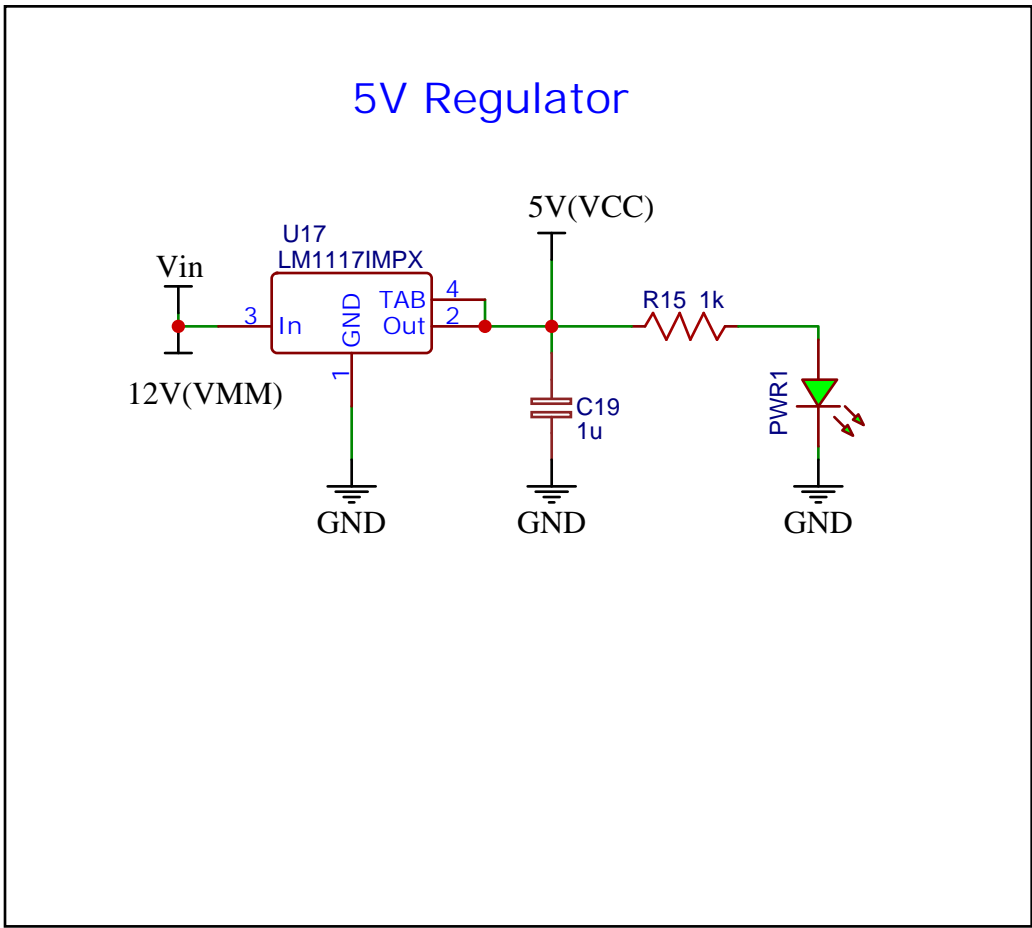 5V Regulator
5V(VCC)
U17
LM1117IMPX
Vin
3
In
GND
TAB
Out
4
2
1
12V(VMM)
R15 1k
PWR1
C19
1u
GND
GND
GND